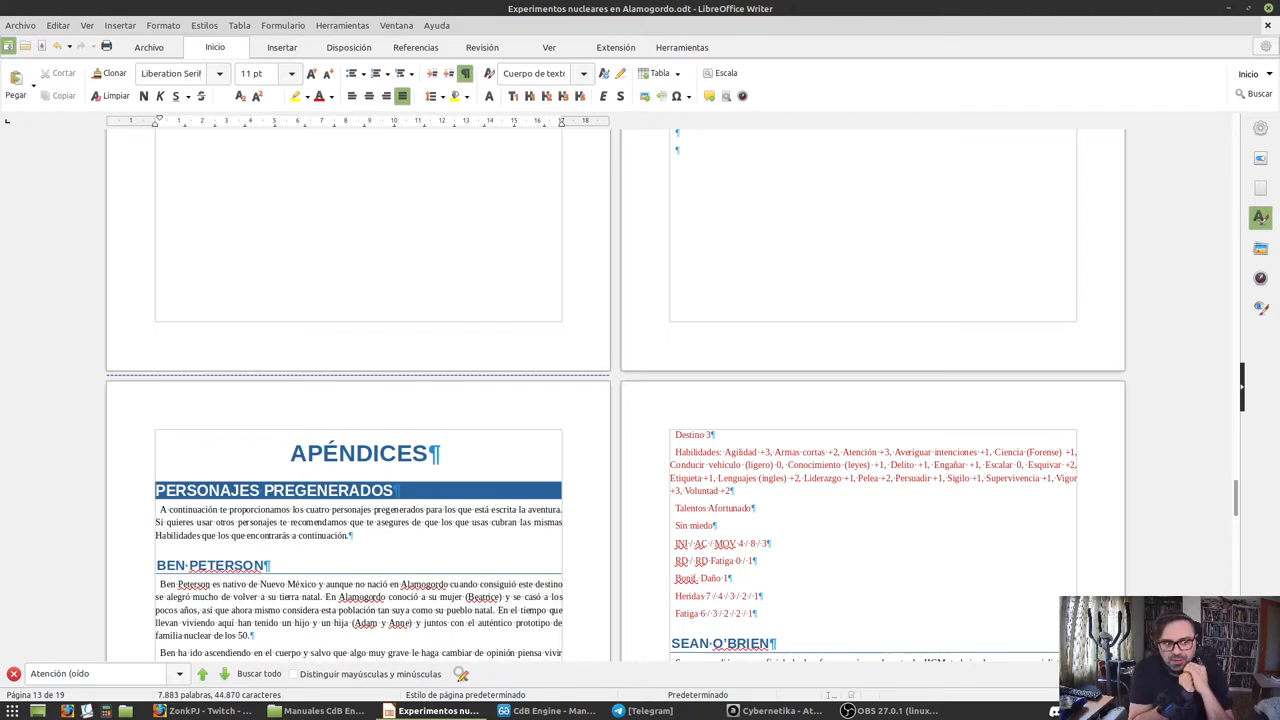 Experimentos nucleares en Alamogordo.odt - LibreOffice Writer
Archivo Editar Ver Insertar Formato Estilos Tabla Formulario Herramientas Ventana Ayuda
Archivo Inicio Insertar Disposición Referencias Revisión Ver Extensión Herramientas
Cortar Clonar Liberation Serif 11 pt Cuerpo de texto Tabla Escala Inicio
Pegar Copiar Limpiar Buscar
APÉNDICES¶
PERSONAJES PREGENERADOS¶
A continuación te proporcionamos los cuatro personajes pregenerados para los que está escrita la aventura.
Si quieres usar otros personajes te recomendamos que te asegures de que los que usas cubran las mismas
Habilidades que los que encontrarás a continuación.¶
BEN PETERSON¶
Ben Peterson es nativo de Nuevo México y aunque no nació en Alamogordo cuando consiguió este destino
se alegró mucho de volver a su tierra natal. En Alamogordo conoció a su mujer (Beatrice) y se casó a los
pocos años, así que ahora mismo considera esta población tan suya como su pueblo natal. En el tiempo que
llevan viviendo aquí han tenido un hijo y un hija (Adam y Anne) y juntos con el auténtico prototipo de
familia nuclear de los 50.¶
Ben ha ido ascendiendo en el cuerpo y salvo que algo muy grave le haga cambiar de opinión piensa vivir
Destino 3¶
Habilidades: Agilidad +3, Armas cortas +2, Atención +3, Averiguar intenciones +1, Ciencia (Forense) +1,
Conducir vehículo (ligero) 0, Conocimiento (leyes) +1, Delito +1, Engañar +1, Escalar 0, Esquivar +2,
Etiqueta +1, Lenguajes (ingles) +2, Liderazgo +1, Pelea +2, Persuadir +1, Sigilo +1, Supervivencia +1, Vigor
+3, Voluntad +2¶
Talentos Afortunado¶
Sin miedo¶
INI / AC / MOV 4 / 8 / 3¶
RD / RD Fatiga 0 / 1¶
Bonif. Daño 1¶
Heridas 7 / 4 / 3 / 2 / 1¶
Fatiga 6 / 3 / 2 / 2 / 1¶
SEAN O'BRIEN¶
Atención (oído Buscar todo Distinguir mayúsculas y minúsculas
Página 13 de 19 7.883 palabras, 44.870 caracteres Estilo de página predeterminado Predeterminado
ZonkPJ - Twitch - ... Manuales CdB En... Experimentos nu... CdB Engine - Man... [Telegram] Cybernetika - At... OBS 27.0.1 (linux...